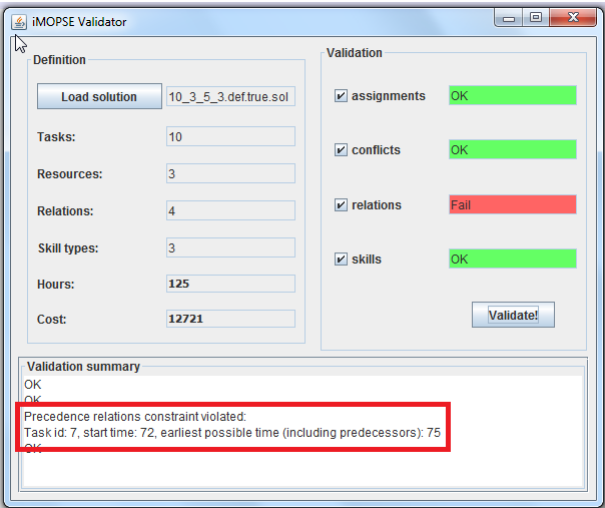 iMOPSE Validator
Definition
Load solution 10_3_5_3.def.true.sol
Tasks: 10
Resources: 3
Relations: 4
Skill types: 3
Hours: 125
Cost: 12721
Validation
assignments OK
conflicts OK
relations Fail
skills OK
Validate!
Validation summary
OK
OK
Precedence relations constraint violated:
Task id: 7, start time: 72, earliest possible time (including predecessors): 75
OK